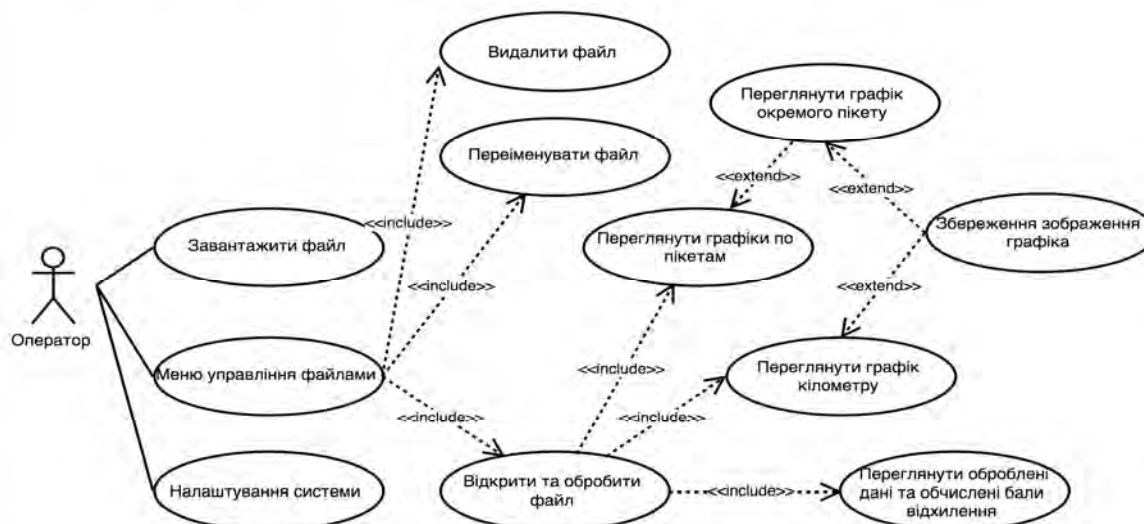 Видалити файл
Переглянути графік
окремого пікету
Переіменувати файл
<<extend>>
<<extend>>
<<include>>
Завантажити файл
Переглянути графіки по
пікетам
Збереження зображення
графіка
<<include>>
<<extend>>
Оператор
Меню управління файлами
<<include>>
Переглянути графік
кілометру
<<include>>
<<include>>
Налаштування системи
Відкрити та обробити
файл
<<include>>
Переглянути оброблені
дані та обчислені бали
відхилення